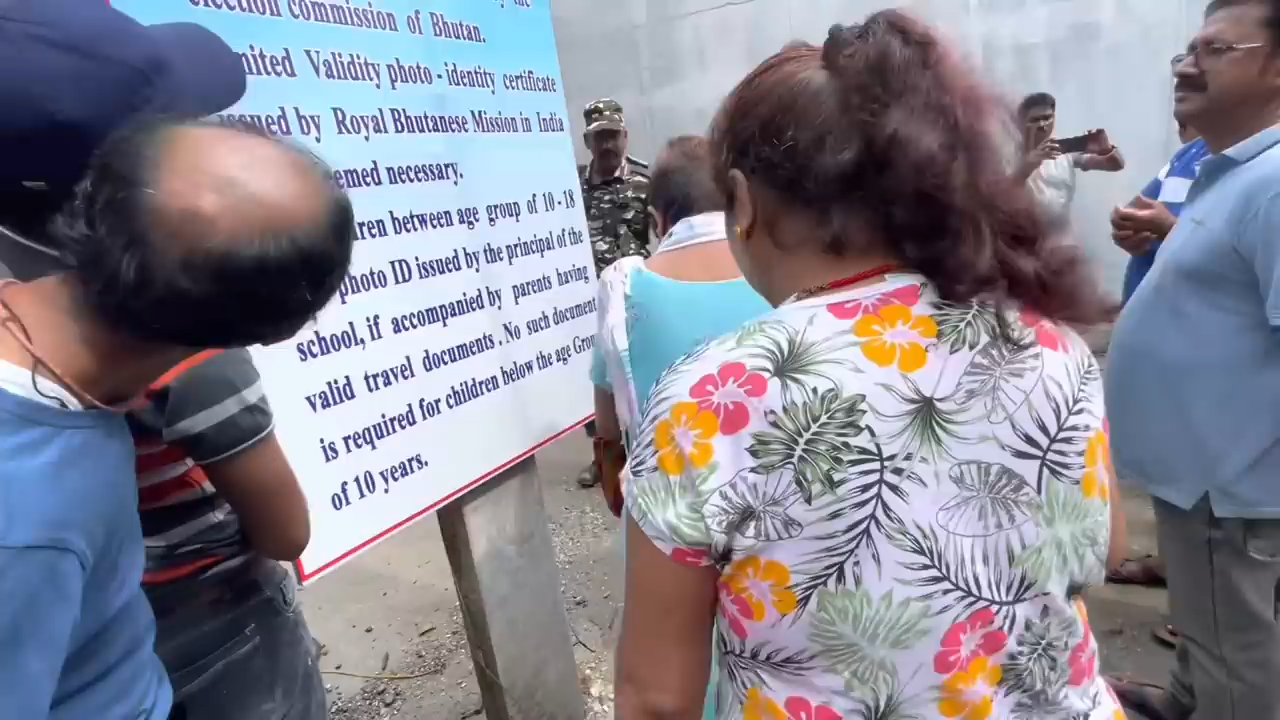 election commission of Bhutan.
Validity photo - identity certificate
by Royal Bhutanese Mission in India
necessary.
between age group of 10 - 18
photo ID issued by the principal of the
school, if accompanied by parents having
valid travel documents . No such document
is required for children below the age
of 10 years.